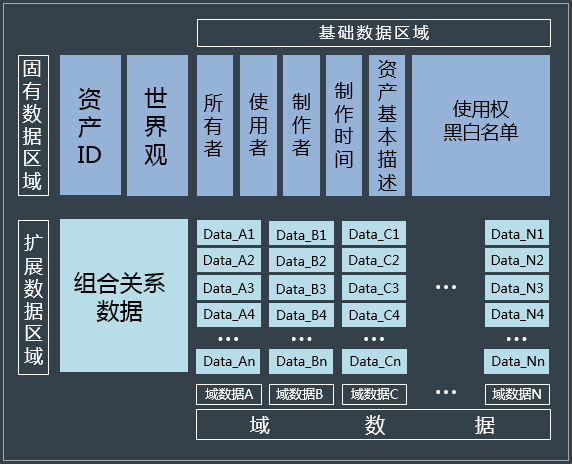 基础数据区域
固有数据区域
资产
ID
世界观
所有者
使用者
制作者
制作时间
资产基本描述
使用权
黑白名单
扩展数据区域
组合关系
数据
Data_A1 Data_B1 Data_C1 Data_N1
Data_A2 Data_B2 Data_C2 Data_N2
Data_A3 Data_B3 Data_C3 ... Data_N3
Data_A4 Data_B4 Data_C4 Data_N4
... ... ... ...
Data_An Data_Bn Data_Cn Data_Nn
域数据A 域数据B 域数据C ... 域数据N
域 数 据